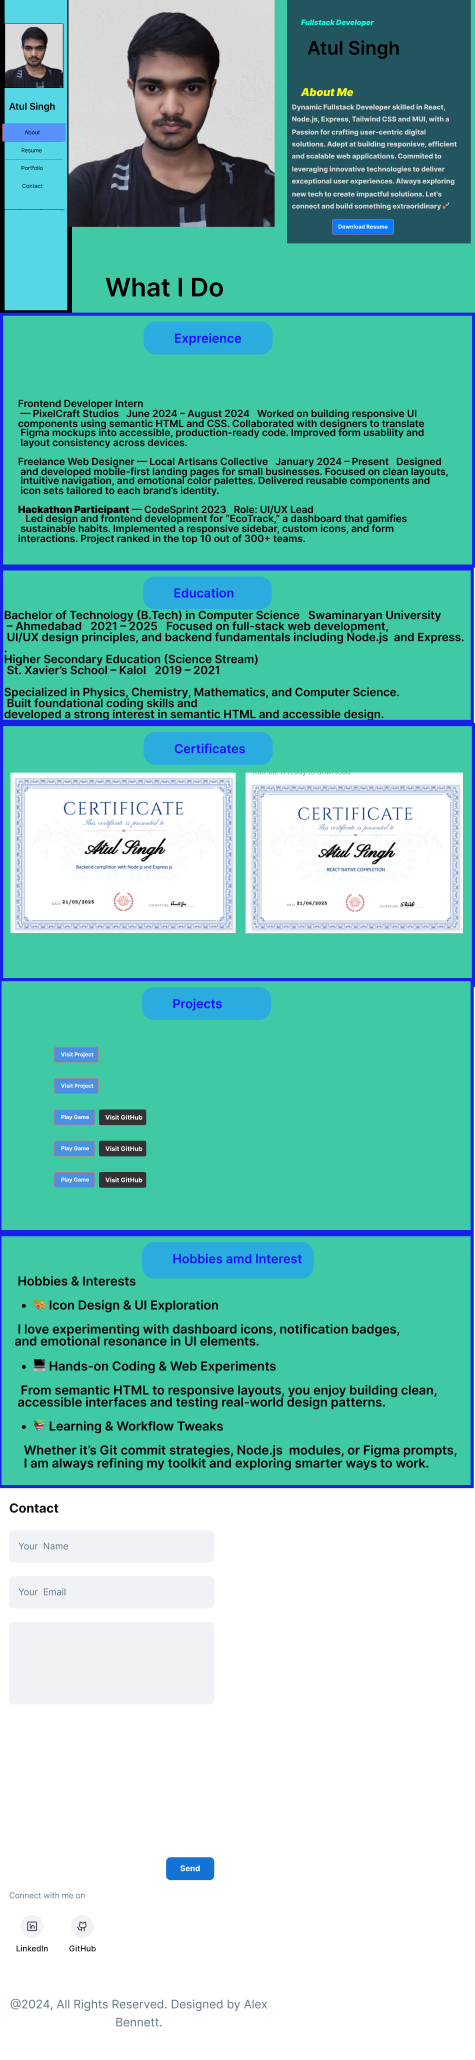 Atul Singh
About
Resume
Portfolio
Contact
Fullstack Developer
Atul Singh
About Me
Dynamic Fullstack Developer skilled in React,
Node.js, Express, Tailwind CSS and MUI, with a
Passion for crafting user-centric digital
solutions. Adept at building responisve, efficient
and scalable web applications. Commited to
leveraging innovative technologies to deliver
exceptional user experiences. Always exploring
new tech to create impactful solutions. Let's
connect and build something extraoridinary🚀
Download Resume
What I Do
Expreience
Frontend Developer Intern
— PixelCraft Studios June 2024 – August 2024 Worked on building responsive UI
components using semantic HTML and CSS. Collaborated with designers to translate
Figma mockups into accessible, production-ready code. Improved form usability and
layout consistency across devices.
Freelance Web Designer — Local Artisans Collective January 2024 – Present Designed
and developed mobile-first landing pages for small businesses. Focused on clean layouts,
intuitive navigation, and emotional color palettes. Delivered reusable components and
icon sets tailored to each brand's identity.
Hackathon Participant — CodeSprint 2023 Role: UI/UX Lead
Led design and frontend development for "EcoTrack," a dashboard that gamifies
sustainable habits. Implemented a responsive sidebar, custom icons, and form
interactions. Project ranked in the top 10 out of 300+ teams.
Education
Bachelor of Technology (B.Tech) in Computer Science Swaminaryan University
– Ahmedabad 2021 – 2025 Focused on full-stack web development,
UI/UX design principles, and backend fundamentals including Node.js and Express.
.
Higher Secondary Education (Science Stream)
St. Xavier's School – Kalol 2019 – 2021
Specialized in Physics, Chemistry, Mathematics, and Computer Science.
Built foundational coding skills and
developed a strong interest in semantic HTML and accessible design.
Certificates
CERTIFICATE
This certificate is presented to
Atul Singh
Backend completion with Node js and Express js
DATE 21/05/2025
SIGNATURE
Your file is ready to download
CERTIFICATE
This certificate is presented to
Atul Singh
REACT NATIVE COMPLETION
DATE 21/06/2025
SIGNATURE
Projects
Visit Project
Visit Project
Play Game Visit GitHub
Play Game Visit GitHub
Play Game Visit GitHub
Hobbies amd Interest
Hobbies & Interests
• 🎨 Icon Design & UI Exploration
I love experimenting with dashboard icons, notification badges,
and emotional resonance in UI elements.
• 💻 Hands-on Coding & Web Experiments
From semantic HTML to responsive layouts, you enjoy building clean,
accessible interfaces and testing real-world design patterns.
• 📚 Learning & Workflow Tweaks
Whether it's Git commit strategies, Node.js modules, or Figma prompts,
I am always refining my toolkit and exploring smarter ways to work.
Contact
Your Name
Your Email
Send
Connect with me on
LinkedIn GitHub
@2024, All Rights Reserved. Designed by Alex
Bennett.